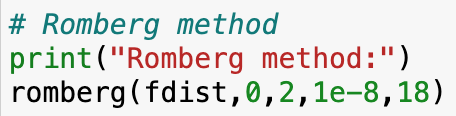 # Romberg method
print("Romberg method:")
romberg(fdist,0,2,1e-8,18)